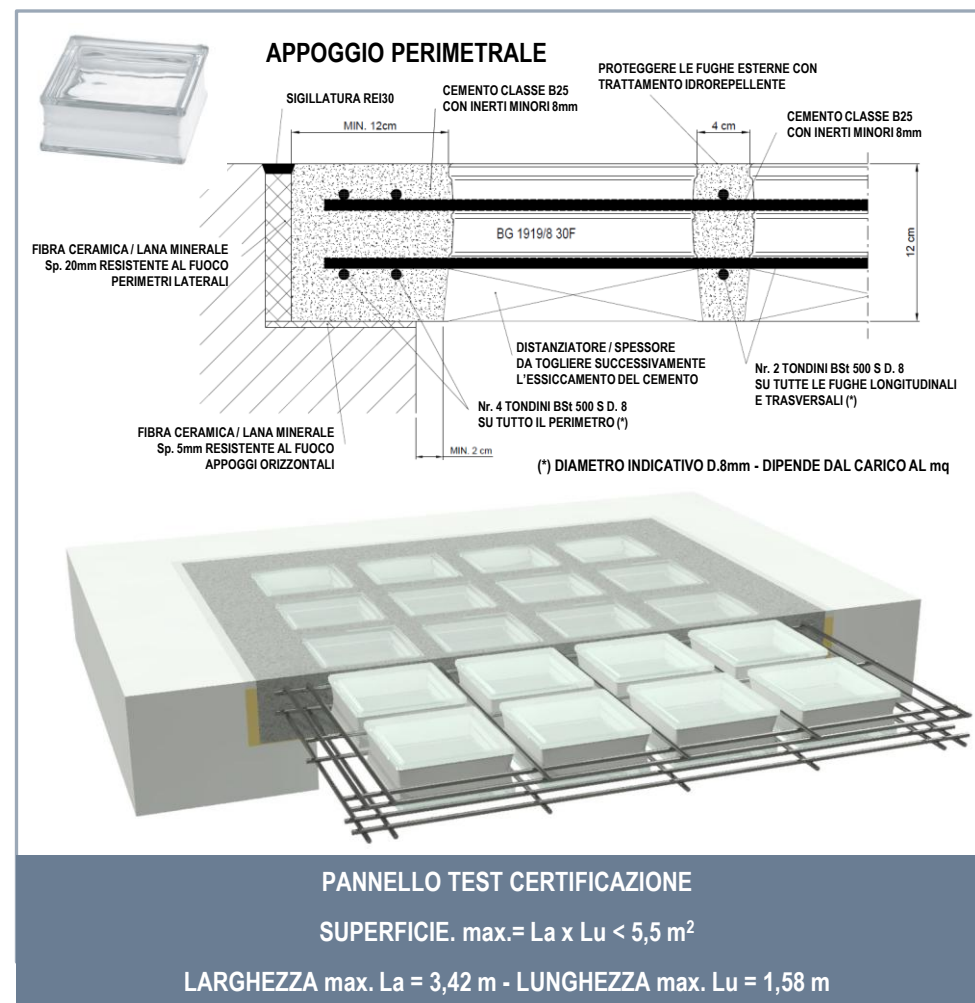 APPOGGIO PERIMETRALE
PROTEGGERE LE FUGHE ESTERNE CON
TRATTAMENTO IDROREPELLENTE
SIGILLATURA REI30
CEMENTO CLASSE B25
CON INERTI MINORI 8mm
CEMENTO CLASSE B25
CON INERTI MINORI 8mm
MIN. 12cm
4 cm
FIBRA CERAMICA / LANA MINERALE
Sp. 20mm RESISTENTE AL FUOCO
PERIMETRI LATERALI
BG 1919/8 30F
12 cm
DISTANZIATORE / SPESSORE
DA TOGLIERE SUCCESSIVAMENTE
L'ESSICCAMENTO DEL CEMENTO
Nr. 2 TONDINI BSt 500 S D. 8
SU TUTTE LE FUGHE LONGITUDINALI
E TRASVERSALI (*)
Nr. 4 TONDINI BSt 500 S D. 8
SU TUTTO IL PERIMETRO (*)
FIBRA CERAMICA / LANA MINERALE
Sp. 5mm RESISTENTE AL FUOCO
APPOGGI ORIZZONTALI
MIN. 2 cm
(*) DIAMETRO INDICATIVO D.8mm - DIPENDE DAL CARICO AL mq
PANNELLO TEST CERTIFICAZIONE
SUPERFICIE. max.= La x Lu < 5,5 m²
LARGHEZZA max. La = 3,42 m - LUNGHEZZA max. Lu = 1,58 m